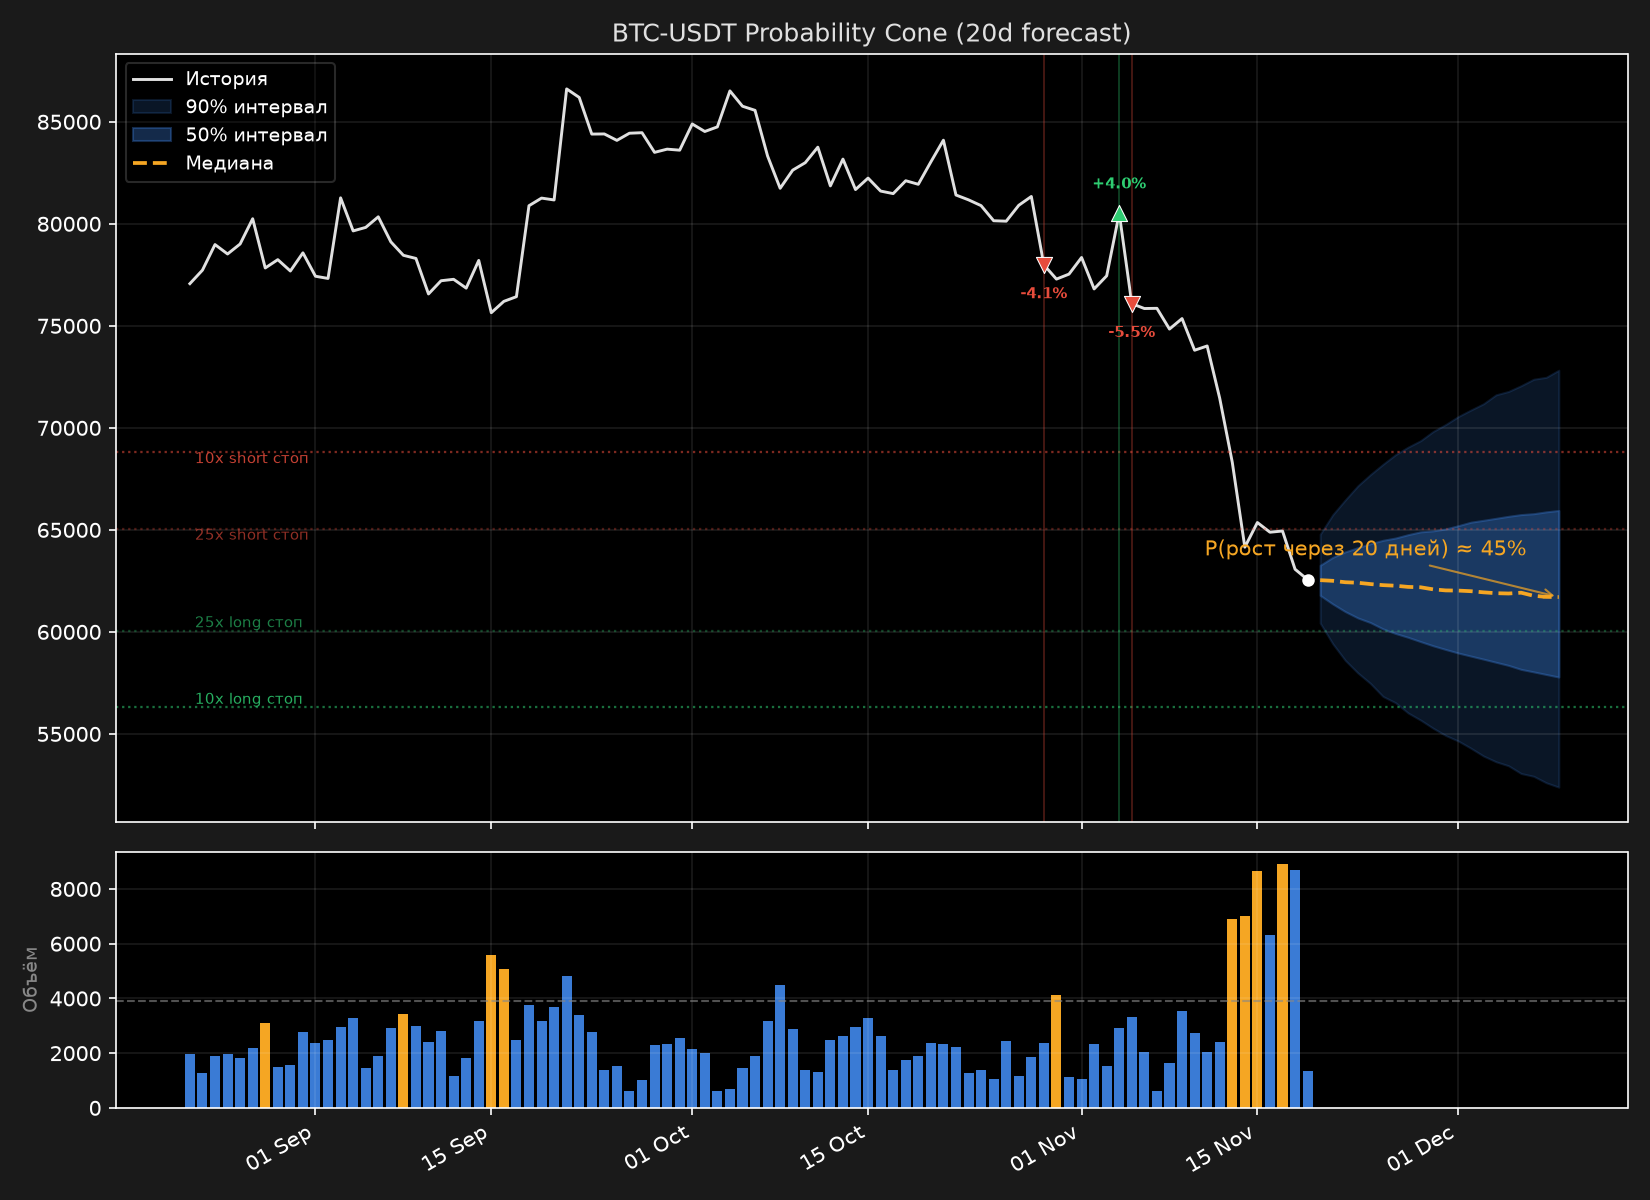 BTC-USDT Probability Cone (20d forecast)
История
90% интервал
50% интервал
Медиана
85000
80000
75000
70000
65000
60000
55000
+4.0%
-4.1%
-5.5%
10x short стоп
25x short стоп
P(рост через 20 дней) ≈ 45%
25x long стоп
10x long стоп
Объём
8000
6000
4000
2000
0
01 Sep
15 Sep
01 Oct
15 Oct
01 Nov
15 Nov
01 Dec